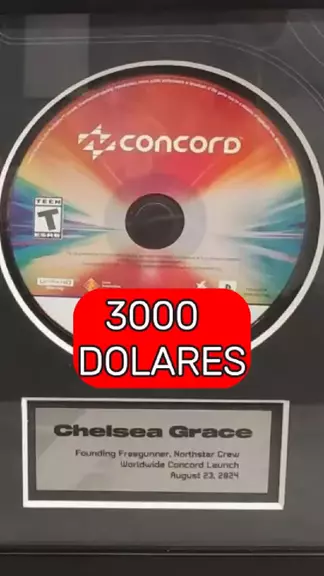 CONCORD
TEEN
T
ESRB
3000
DOLARES
Chelsea Grace
Founding Freegunner, Northstar Crew
Worldwide Concord Launch
August 23, 2024